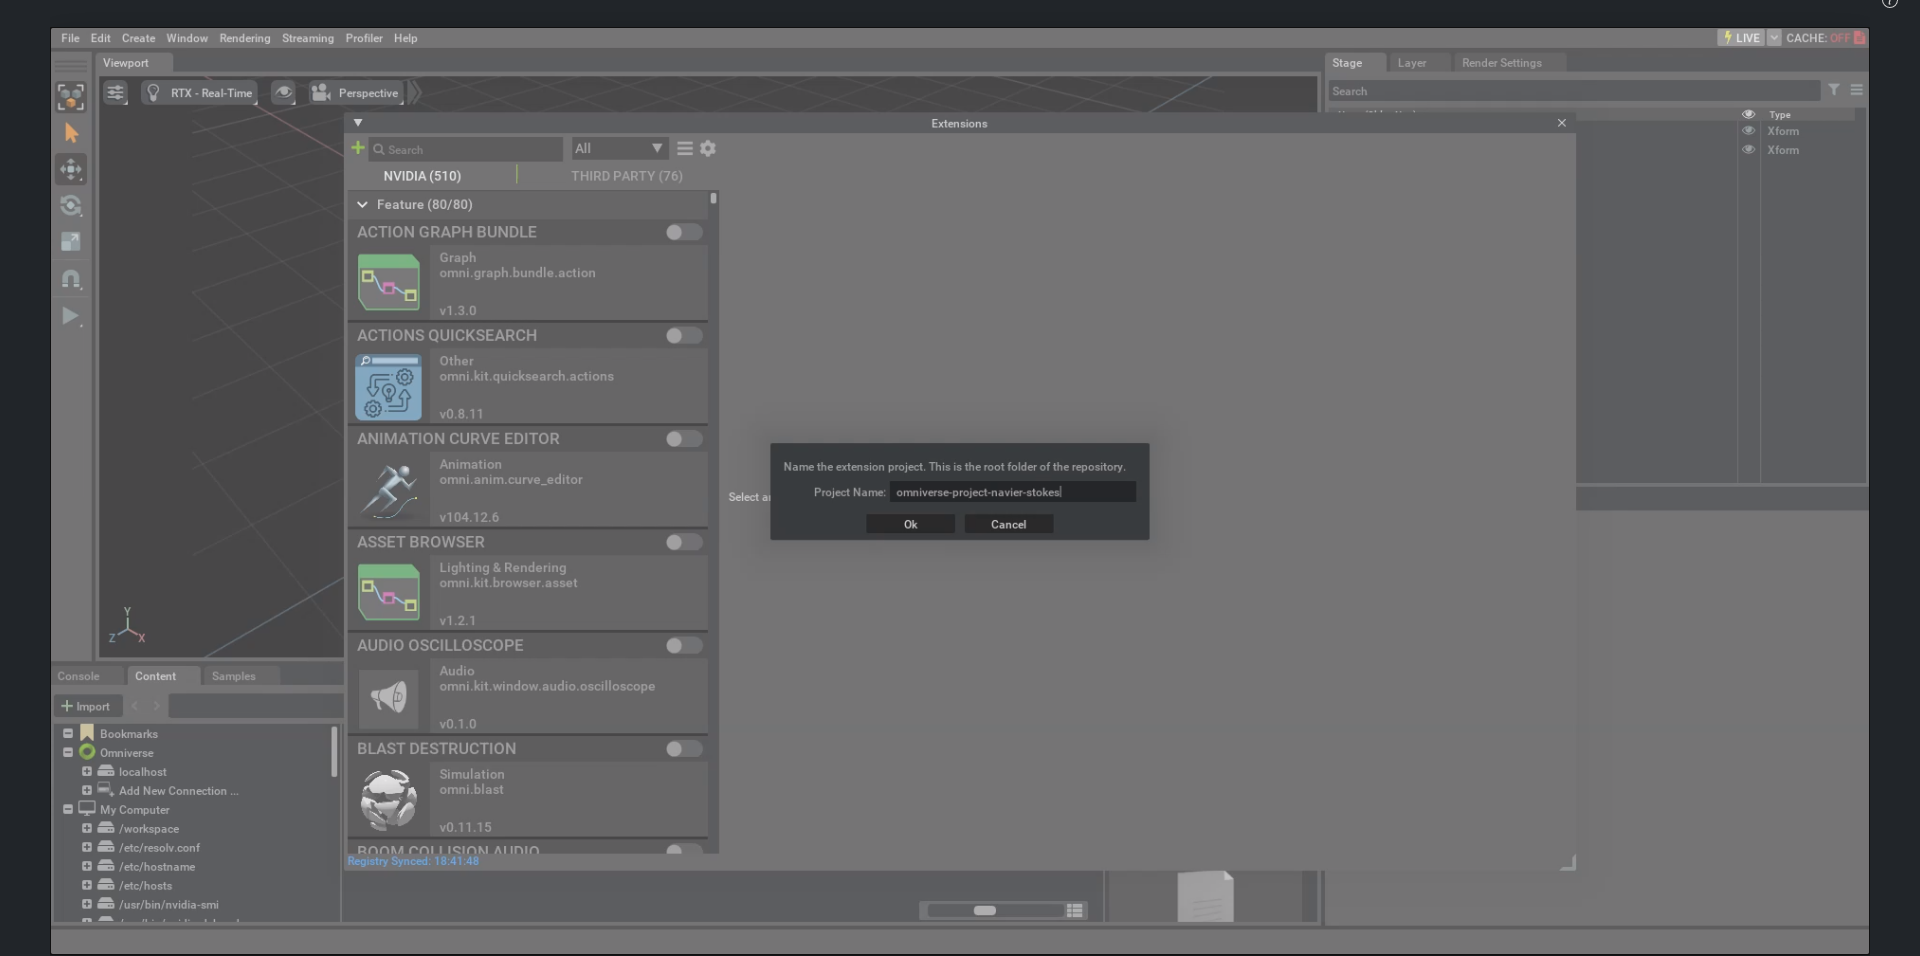 File Edit Create Window Rendering Streaming Profiler Help
LIVE CACHE: OFF
Viewport
Stage Layer Render Settings
RTX - Real-Time Perspective
Search
Type
Xform
Xform
Extensions
Search All
NVIDIA (510) THIRD PARTY (76)
Feature (80/80)
ACTION GRAPH BUNDLE
Graph
omni.graph.bundle.action
v1.3.0
ACTIONS QUICKSEARCH
Other
omni.kit.quicksearch.actions
v0.8.11
ANIMATION CURVE EDITOR
Animation
omni.anim.curve_editor
v104.12.6
ASSET BROWSER
Lighting & Rendering
omni.kit.browser.asset
v1.2.1
AUDIO OSCILLOSCOPE
Audio
omni.kit.window.audio.oscilloscope
v0.1.0
BLAST DESTRUCTION
Simulation
omni.blast
v0.11.15
BOOM COLLISION AUDIO
Registry Synced: 18:41:48
Select
Name the extension project. This is the root folder of the repository.
Project Name: omniverse-project-navier-stokes
Ok Cancel
Y
Z X
Console Content Samples
Import
Bookmarks
Omniverse
localhost
Add New Connection ...
My Computer
/workspace
/etc/resolv.conf
/etc/hostname
/etc/hosts
/usr/bin/nvidia-smi